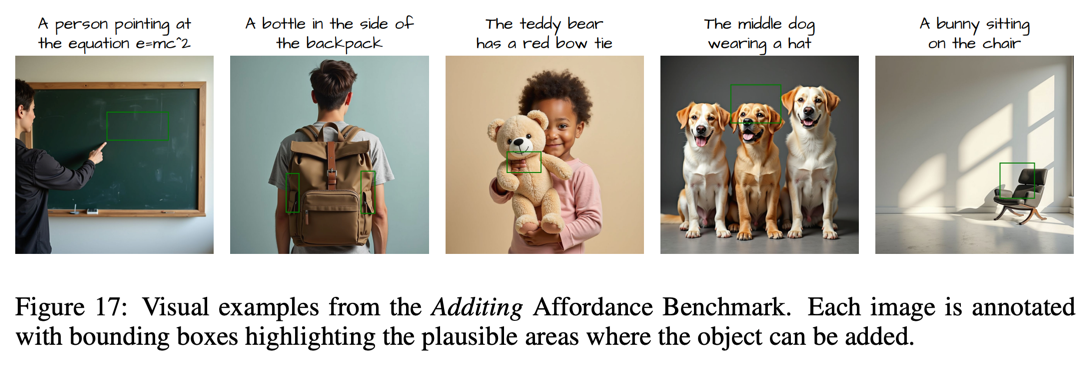 A person pointing at
the equation e=mc^2
A bottle in the side of
the backpack
The teddy bear
has a red bow tie
The middle dog
wearing a hat
A bunny sitting
on the chair
Figure 17: Visual examples from the Additing Affordance Benchmark. Each image is annotated
with bounding boxes highlighting the plausible areas where the object can be added.